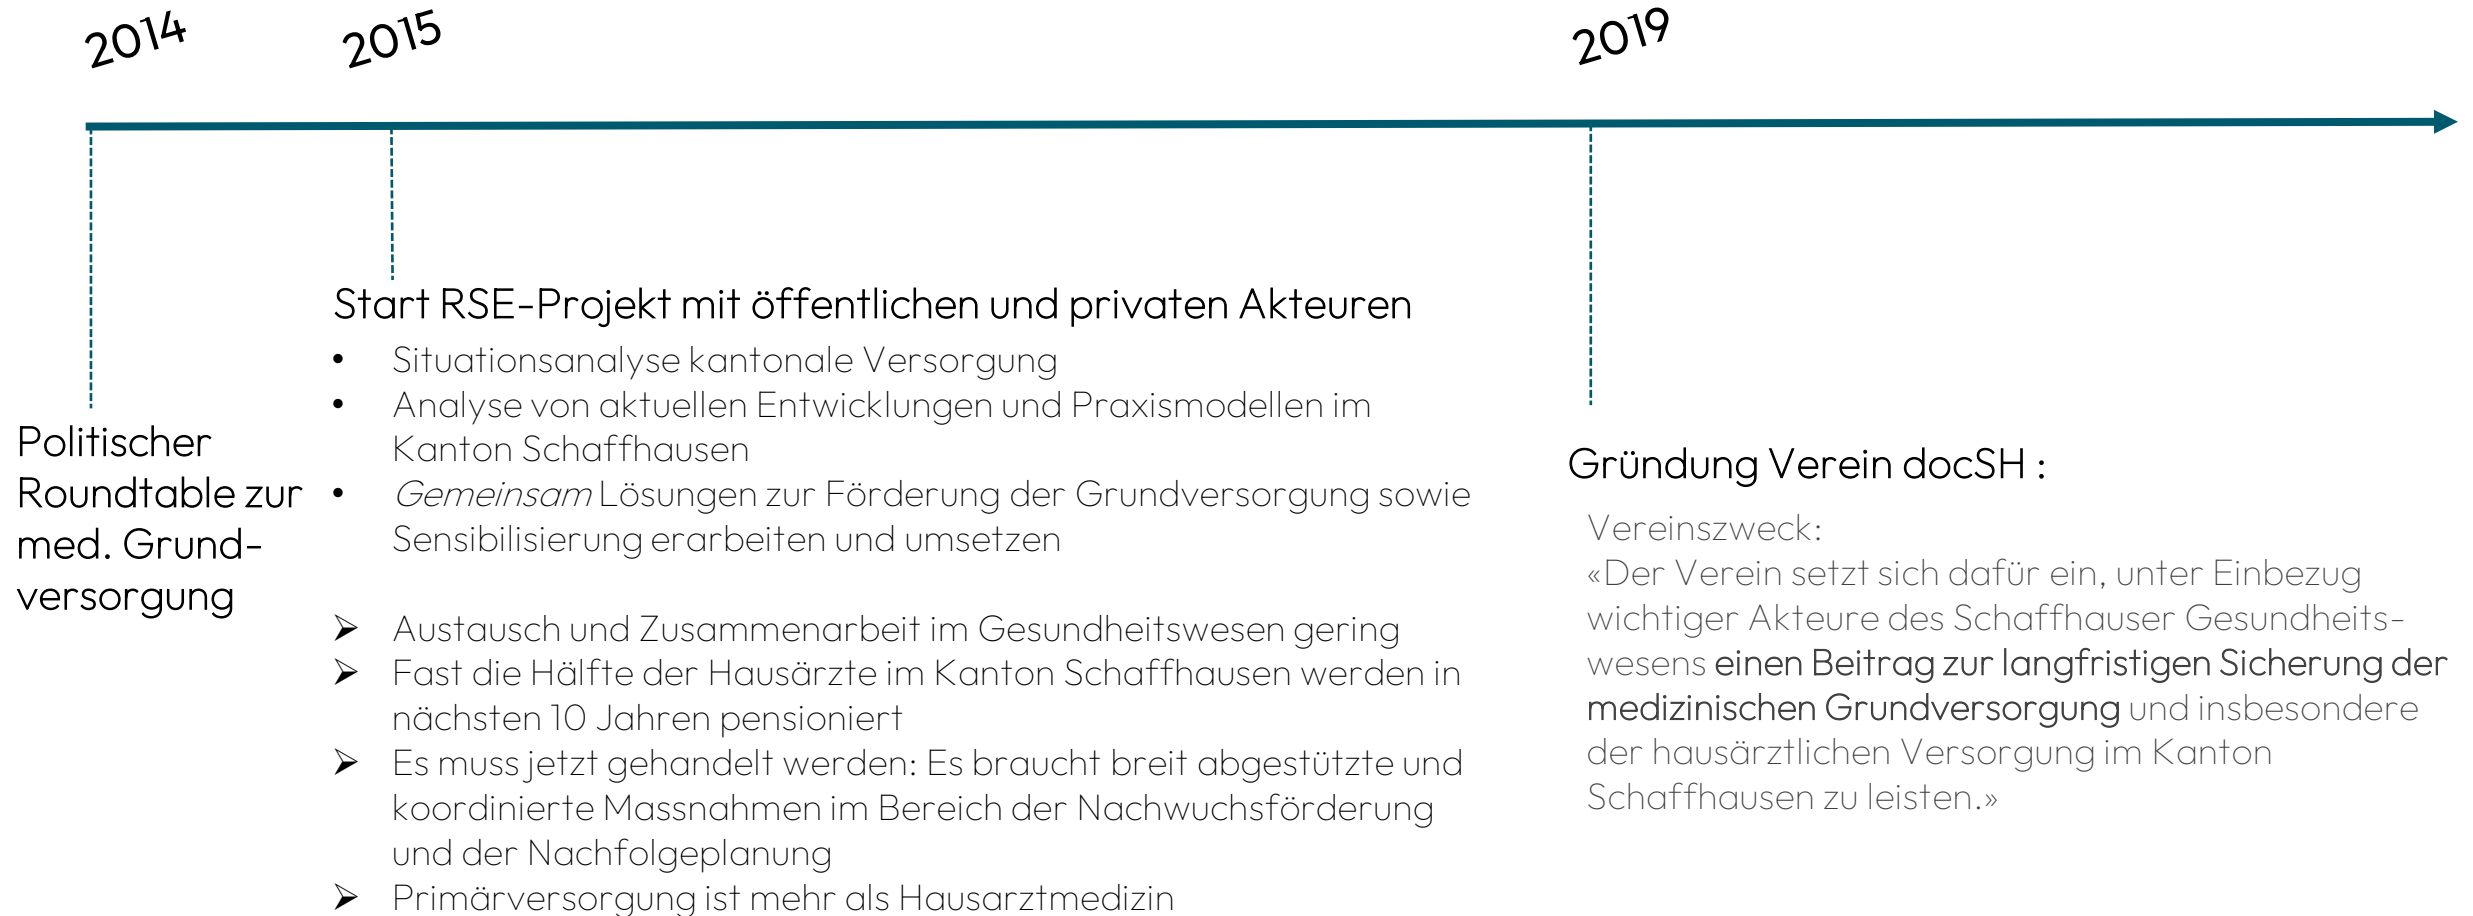 2014
2015
2019
Politischer
Roundtable zur
med. Grund-
versorgung
Start RSE-Projekt mit öffentlichen und privaten Akteuren
• Situationsanalyse kantonale Versorgung
• Analyse von aktuellen Entwicklungen und Praxismodellen im
Kanton Schaffhausen
• Gemeinsam Lösungen zur Förderung der Grundversorgung sowie
Sensibilisierung erarbeiten und umsetzen
➢ Austausch und Zusammenarbeit im Gesundheitswesen gering
➢ Fast die Hälfte der Hausärzte im Kanton Schaffhausen werden in
nächsten 10 Jahren pensioniert
➢ Es muss jetzt gehandelt werden: Es braucht breit abgestützte und
koordinierte Massnahmen im Bereich der Nachwuchsförderung
und der Nachfolgeplanung
➢ Primärversorgung ist mehr als Hausarztmedizin
Gründung Verein docSH :
Vereinszweck:
«Der Verein setzt sich dafür ein, unter Einbezug
wichtiger Akteure des Schaffhauser Gesundheits-
wesens einen Beitrag zur langfristigen Sicherung der
medizinischen Grundversorgung und insbesondere
der hausärztlichen Versorgung im Kanton
Schaffhausen zu leisten.»